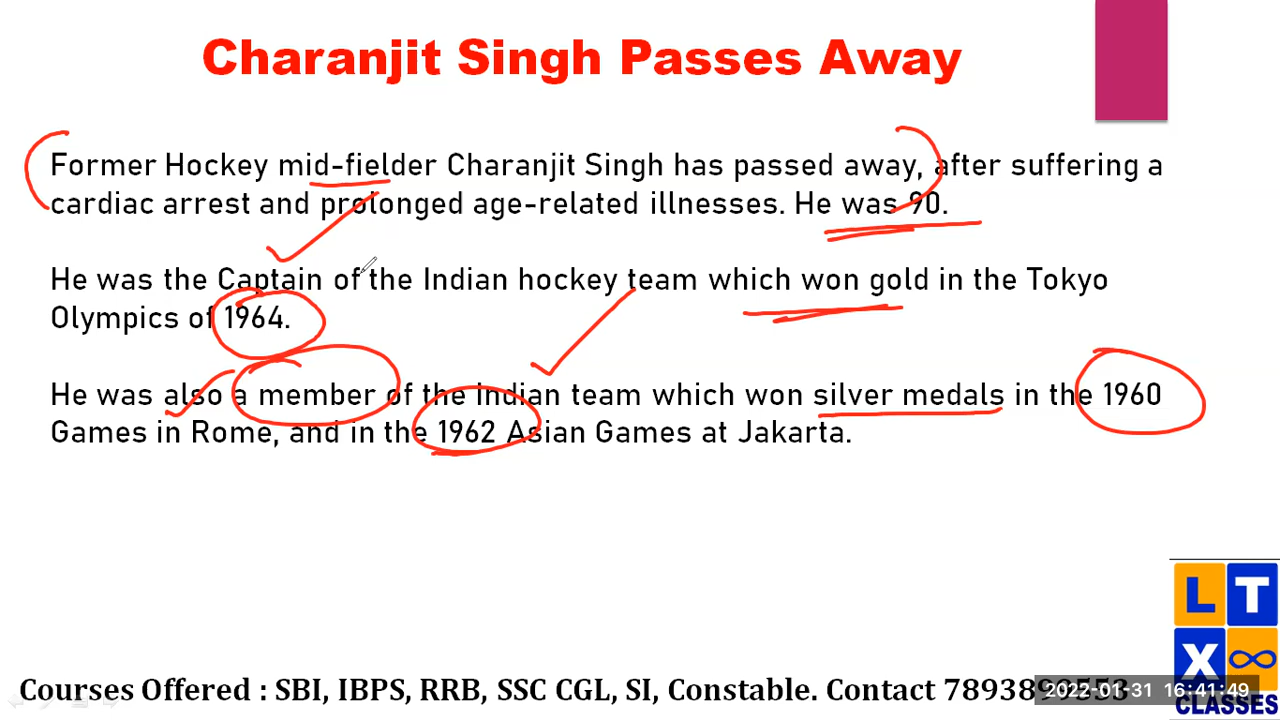 Charanjit Singh Passes Away
Former Hockey mid-fielder Charanjit Singh has passed away, after suffering a
cardiac arrest and prolonged age-related illnesses. He was 90.
He was the Captain of the Indian hockey team which won gold in the Tokyo
Olympics of 1964.
He was also a member of the Indian team which won silver medals in the 1960
Games in Rome, and in the 1962 Asian Games at Jakarta.
L T
X ∞
CLASSES
Courses Offered : SBI, IBPS, RRB, SSC CGL, SI, Constable. Contact
2022-01-31 16:41:49